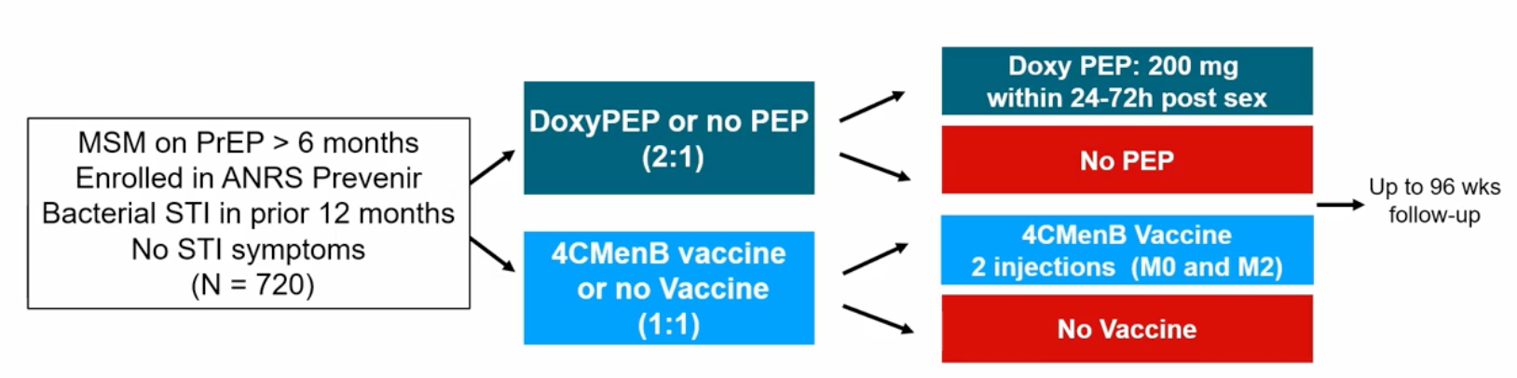 MSM on PrEP > 6 months
Enrolled in ANRS Prevenir
Bacterial STI in prior 12 months
No STI symptoms
(N = 720)
DoxyPEP or no PEP
(2:1)
4CMenB vaccine
or no Vaccine
(1:1)
Doxy PEP: 200 mg
within 24-72h post sex
No PEP
4CMenB Vaccine
2 injections (M0 and M2)
No Vaccine
Up to 96 wks
follow-up